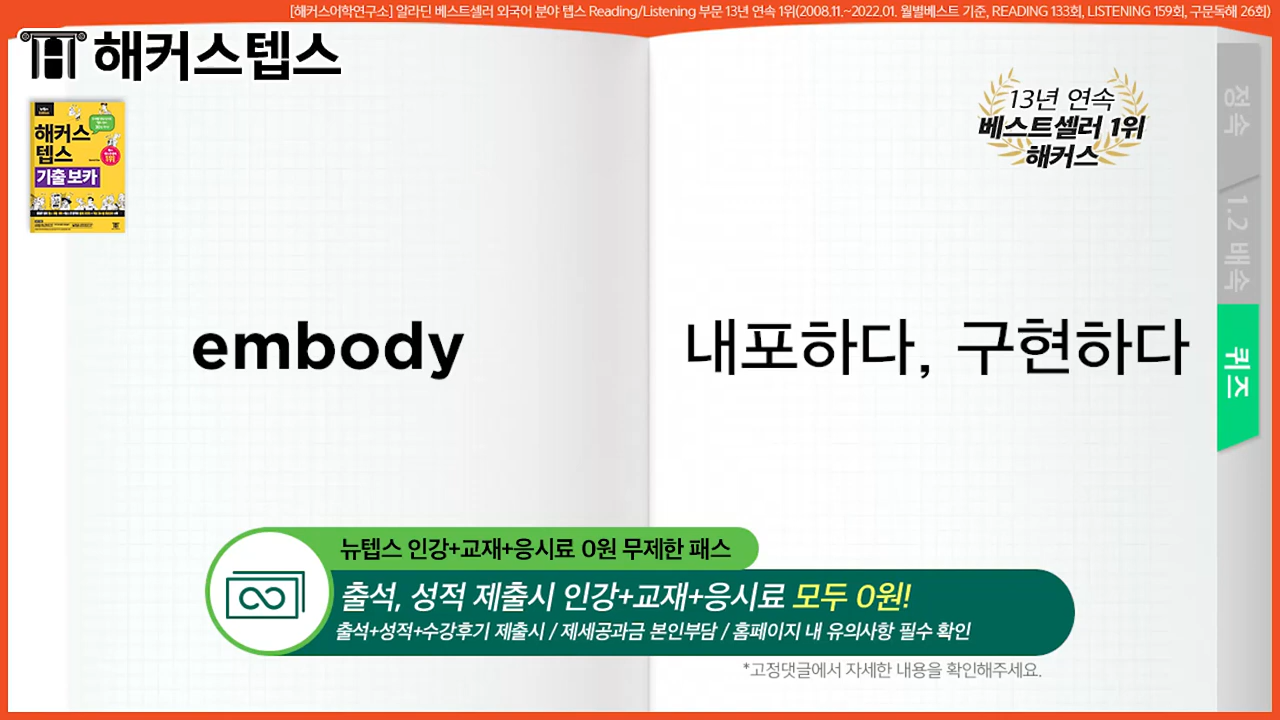 [해커스어학연구소] 알라딘 베스트셀러 외국어 분야 텝스 Reading/Listening 부문 13년 연속 1위(2008.11.~2022.01. 월별베스트 기준, READING 133회, LISTENING 159회, 구문독해 26회)
해커스텝스
해커스
텝스
기출 보카
13년 연속
베스트셀러 1위
해커스
정속
1.2 배속
퀴즈
embody
내포하다, 구현하다
뉴텝스 인강+교재+응시료 0원 무제한 패스
출석, 성적 제출시 인강+교재+응시료 모두 0원!
출석+성적+수강후기 제출시 / 제세공과금 본인부담 / 홈페이지 내 유의사항 필수 확인
*고정댓글에서 자세한 내용을 확인해주세요.